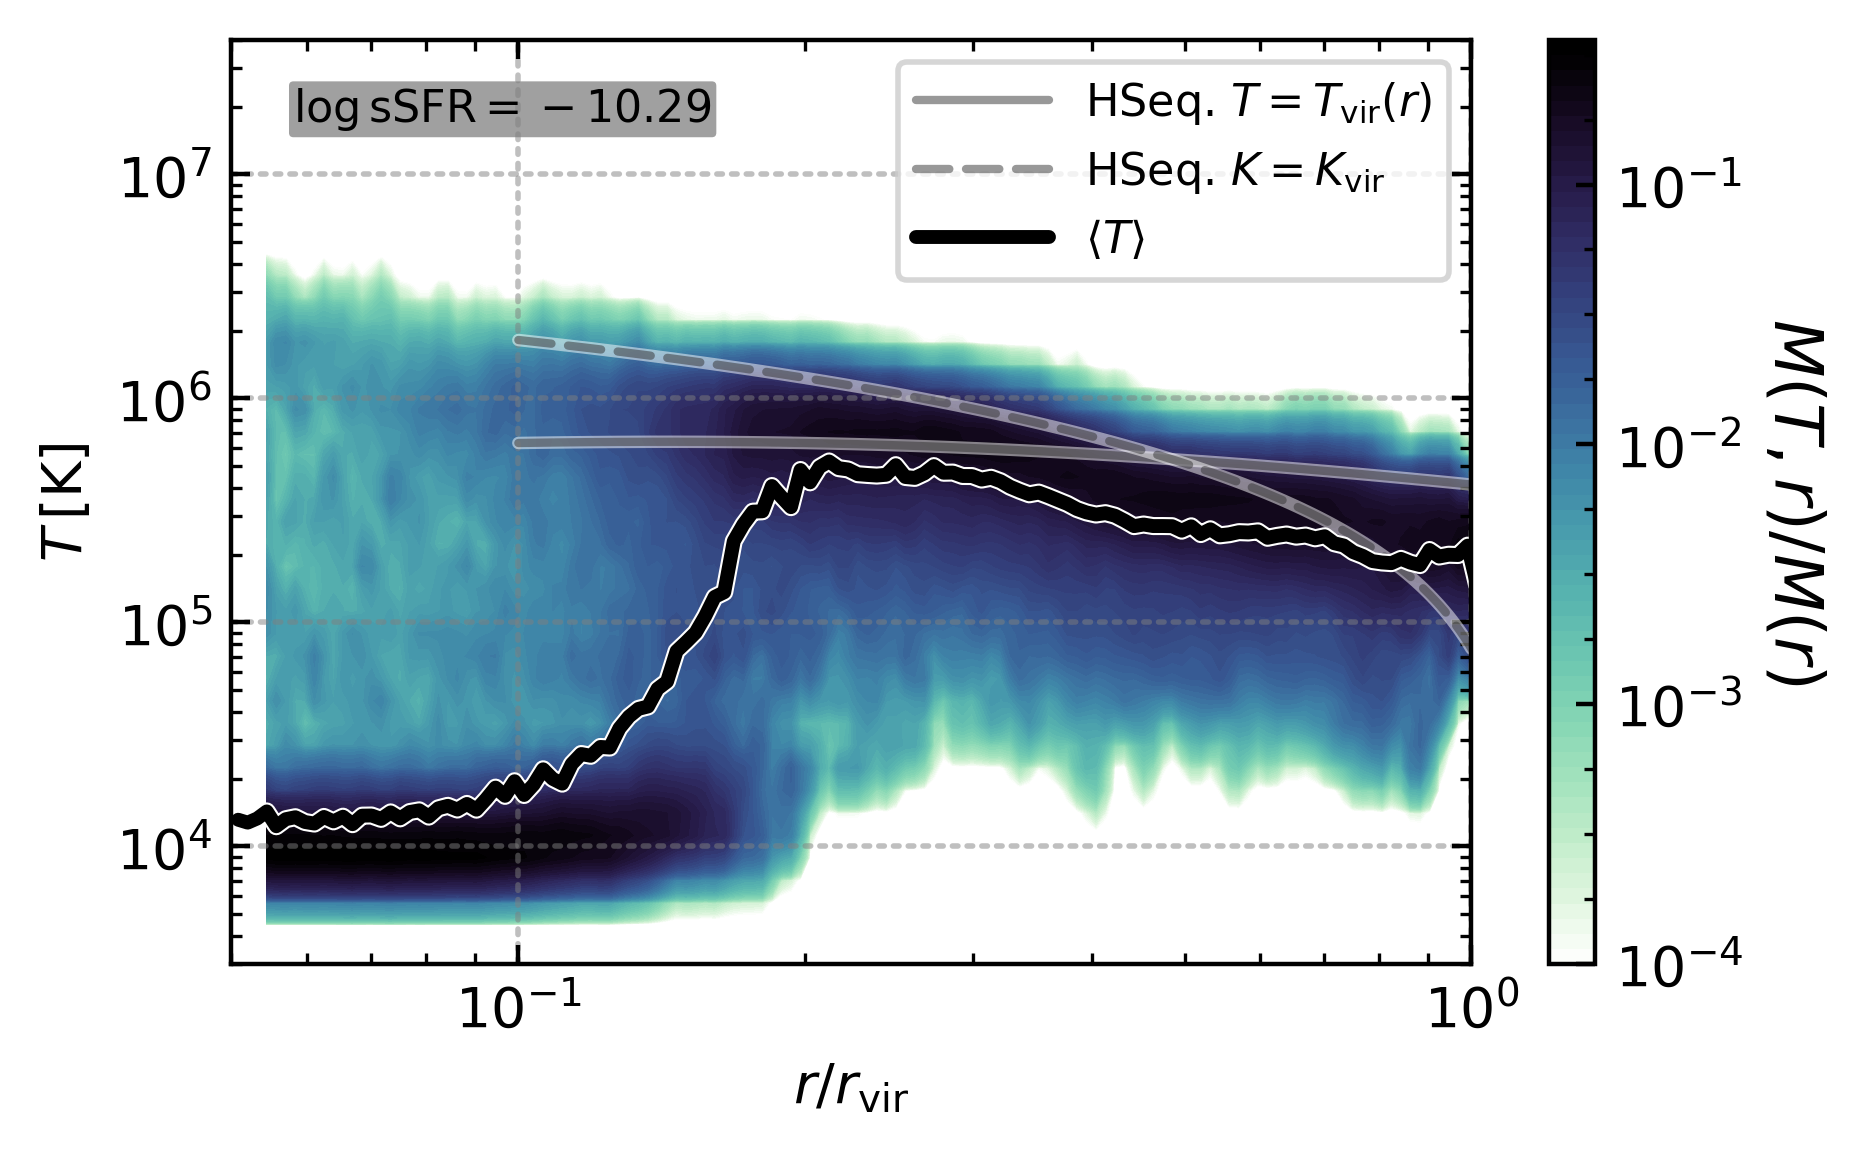 log sSFR = −10.29
HSeq. T = T_vir(r)
HSeq. K = K_vir
⟨T⟩
10^7
10^6
10^5
10^4
T [K]
10^−1
10^0
r/r_vir
10^−1
10^−2
10^−3
10^−4
M(T, r)/M(r)